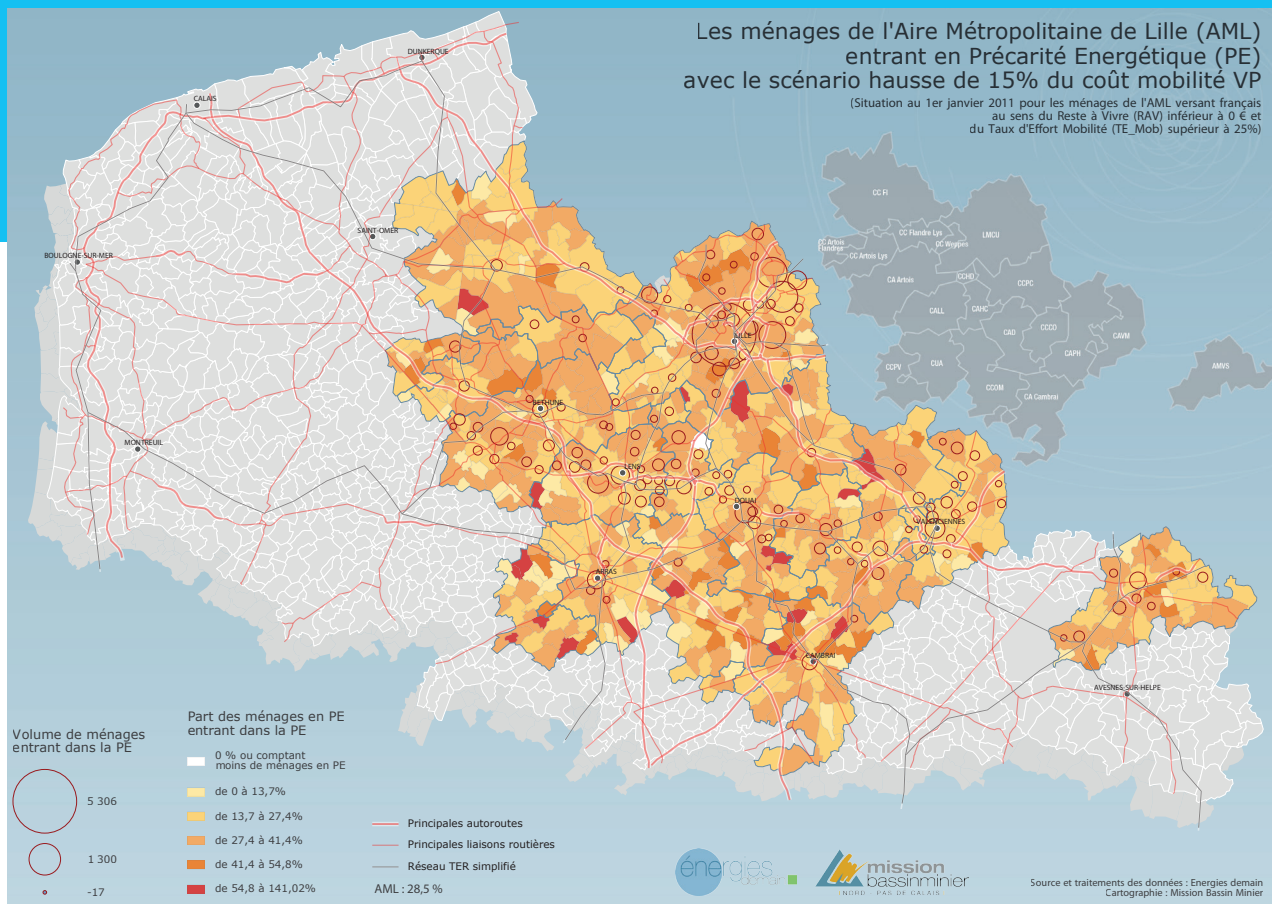 Les ménages de l'Aire Métropolitaine de Lille (AML)
entrant en Précarité Energétique (PE)
avec le scénario hausse de 15% du coût mobilité VP
(Situation au 1er janvier 2011 pour les ménages de l'AML versant français
au sens du Reste à Vivre (RAV) inférieur à 0 € et
du Taux d'Effort Mobilité (TE_Mob) supérieur à 25%)
DUNKERQUE
CALAIS
SAINT-OMER
BOULOGNE-SUR-MER
MONTREUIL
LILLE
BETHUNE
LENS
DOUAI
VALENCIENNES
ARRAS
CAMBRAI
AVESNES-SUR-HELPE
CC FI
CC Flandre Lys
LMCU
CC Artois
Flandres
CC Weppes
CC Artois Lys
CA Artois
CCHD
CCPC
CALL
CAHC
CAD
CCCO
CAVM
CAPH
CCPV
CUA
CCOM
CA Cambrai
AMVS
Volume de ménages
entrant dans la PE
5 306
1 300
-17
Part des ménages en PE
entrant dans la PE
0 % ou comptant
moins de ménages en PE
de 0 à 13,7%
de 13,7 à 27,4%
de 27,4 à 41,4%
de 41,4 à 54,8%
de 54,8 à 141,02%
Principales autoroutes
Principales liaisons routières
Réseau TER simplifié
AML : 28,5 %
énergies
demain
mission
bassinminier
NORD - PAS DE CALAIS
Source et traitements des données : Energies demain
Cartographie : Mission Bassin Minier